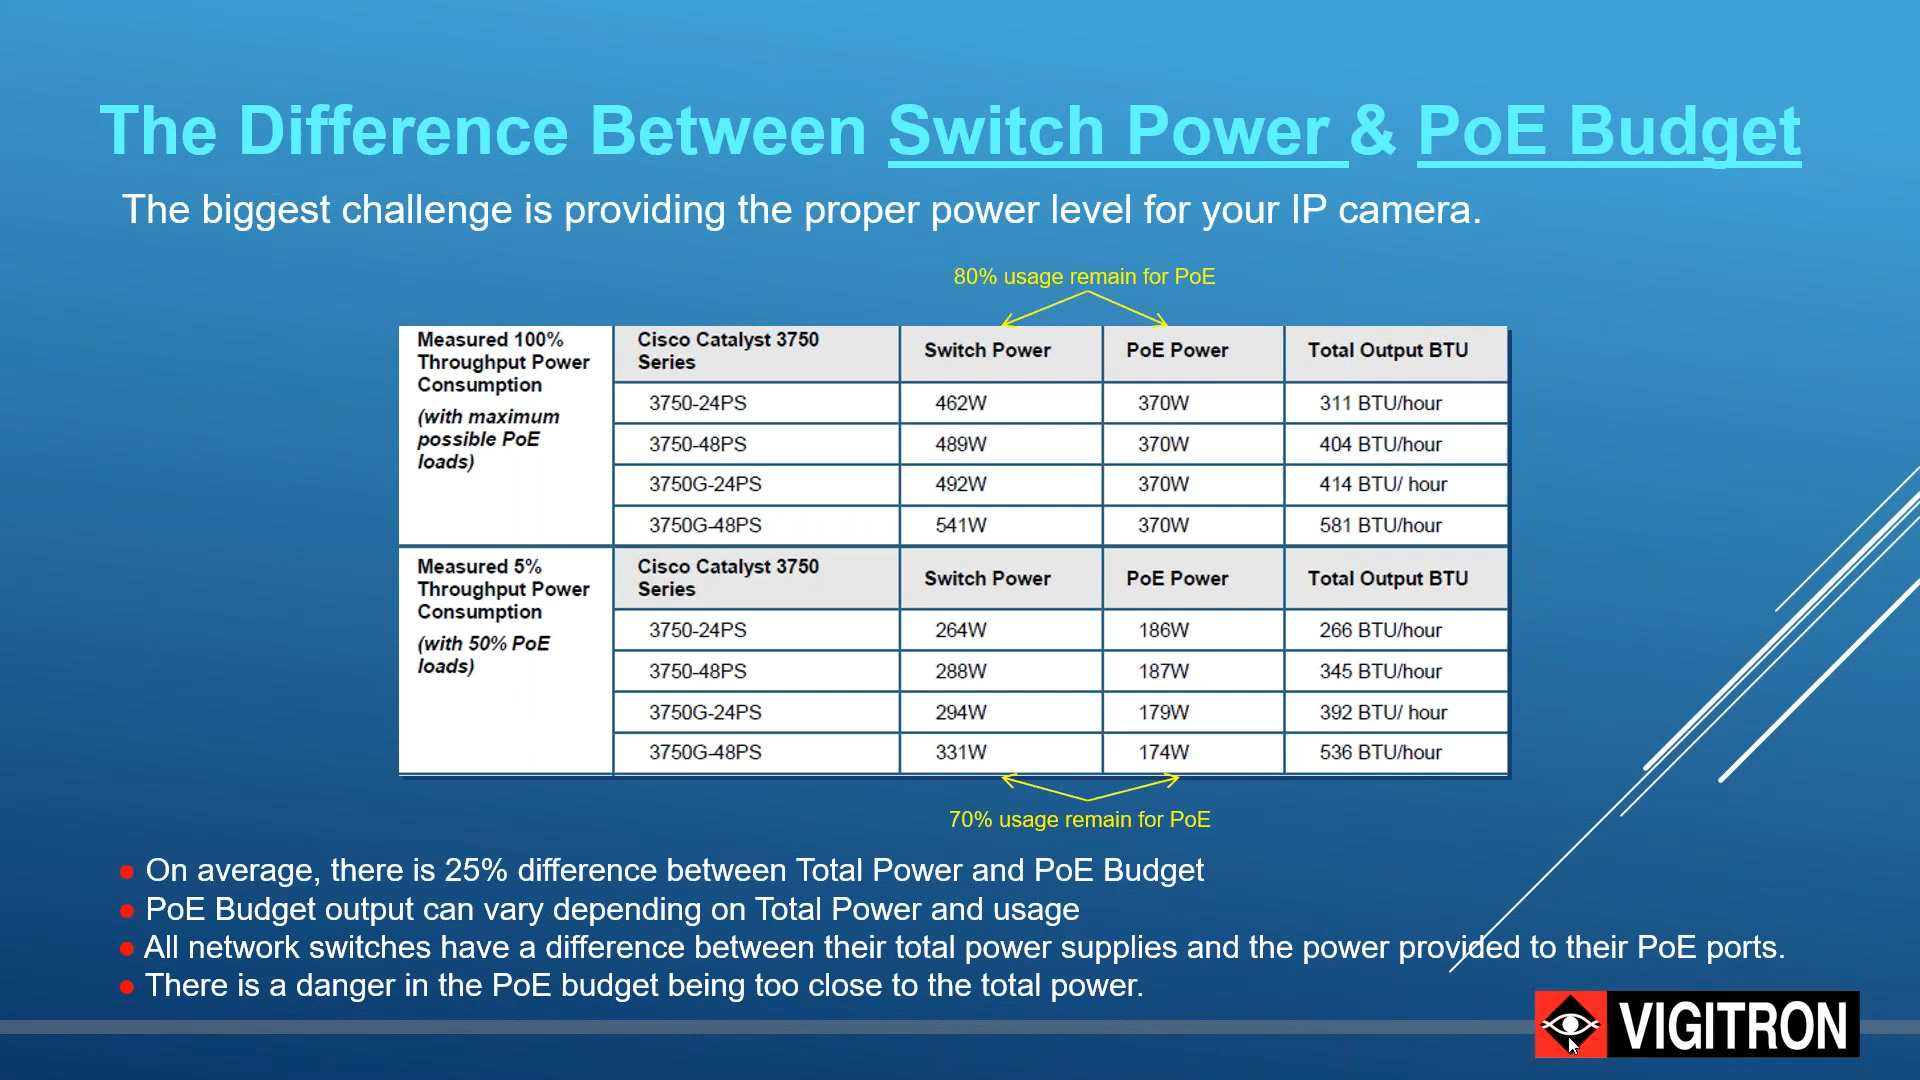 The Difference Between Switch Power & PoE Budget
The biggest challenge is providing the proper power level for your IP camera.
80% usage remain for PoE
Measured 100%
Throughput Power
Consumption
(with maximum
possible PoE
loads)
Cisco Catalyst 3750
Series
Switch Power
PoE Power
Total Output BTU
3750-24PS 462W 370W 311 BTU/hour
3750-48PS 489W 370W 404 BTU/hour
3750G-24PS 492W 370W 414 BTU/ hour
3750G-48PS 541W 370W 581 BTU/hour
Measured 5%
Throughput Power
Consumption
(with 50% PoE
loads)
Cisco Catalyst 3750
Series
Switch Power
PoE Power
Total Output BTU
3750-24PS 264W 186W 266 BTU/hour
3750-48PS 288W 187W 345 BTU/hour
3750G-24PS 294W 179W 392 BTU/ hour
3750G-48PS 331W 174W 536 BTU/hour
70% usage remain for PoE
● On average, there is 25% difference between Total Power and PoE Budget
● PoE Budget output can vary depending on Total Power and usage
● All network switches have a difference between their total power supplies and the power provided to their PoE ports.
● There is a danger in the PoE budget being too close to the total power.
VIGITRON